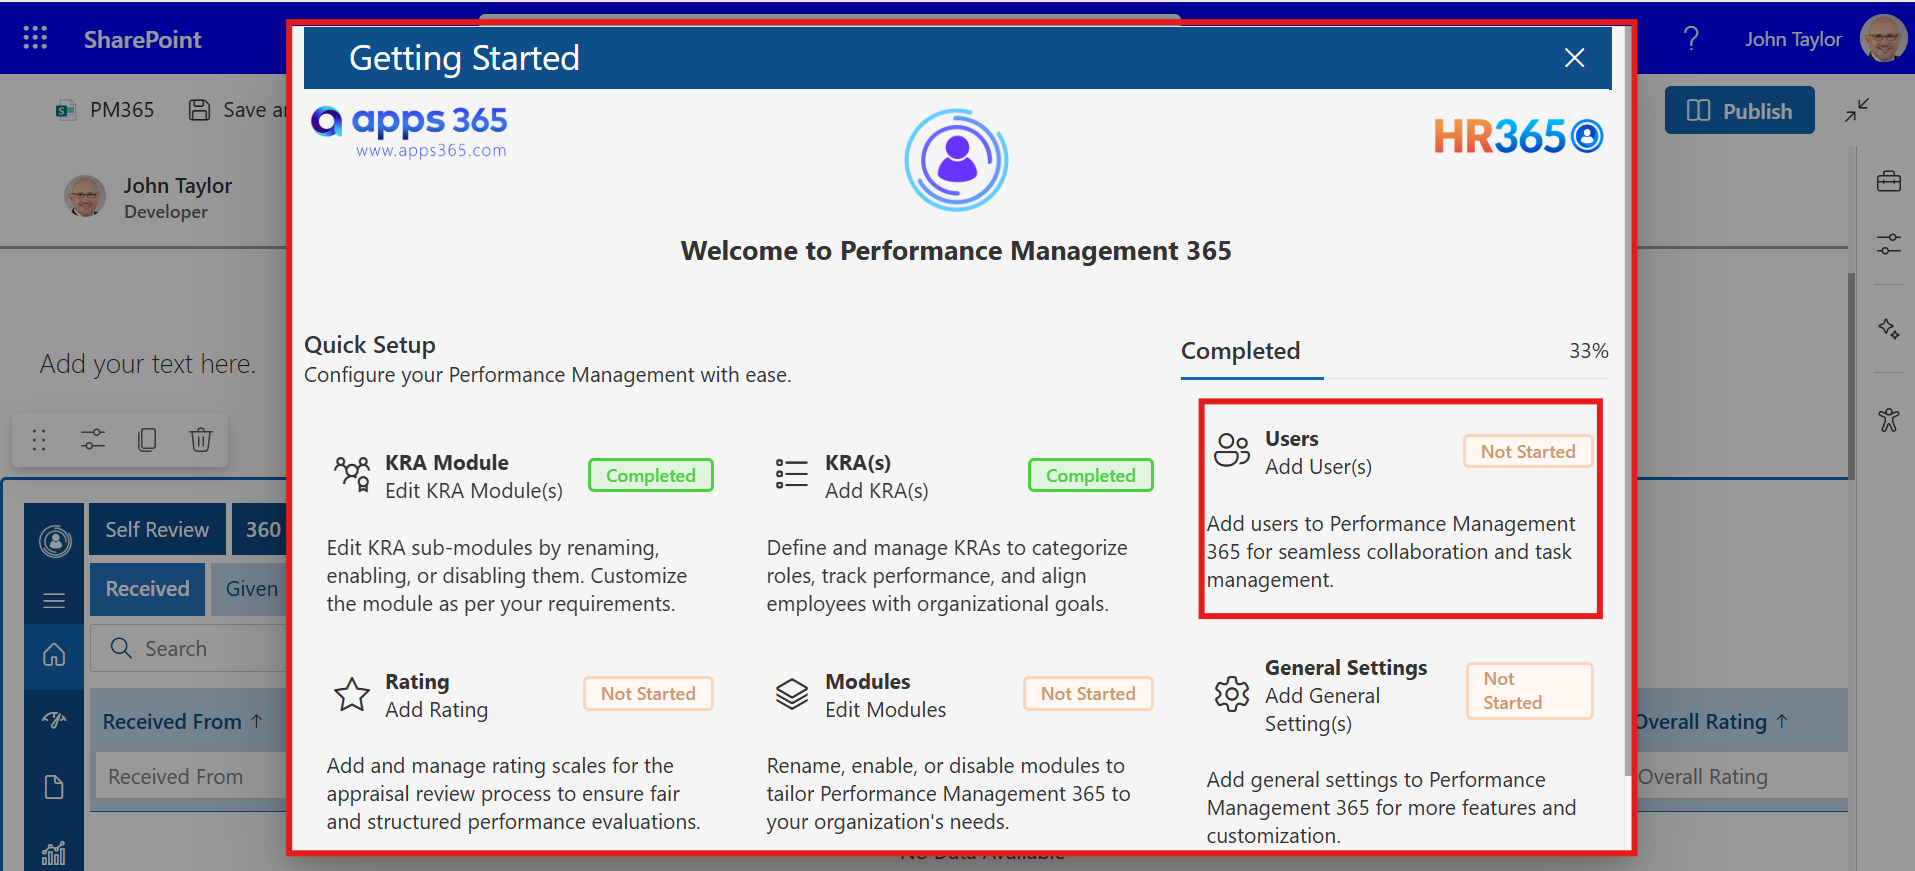 SharePoint
Getting Started
? John Taylor
PM365 Save an
Publish
apps 365
www.apps365.com
HR365
John Taylor
Developer
Welcome to Performance Management 365
Add your text here.
Quick Setup
Configure your Performance Management with ease.
Completed 33%
KRA Module
Edit KRA Module(s)
Completed
Edit KRA sub-modules by renaming,
enabling, or disabling them. Customize
the module as per your requirements.
KRA(s)
Add KRA(s)
Completed
Define and manage KRAs to categorize
roles, track performance, and align
employees with organizational goals.
Users
Add User(s)
Not Started
Add users to Performance Management
365 for seamless collaboration and task
management.
Rating
Add Rating
Not Started
Add and manage rating scales for the
appraisal review process to ensure fair
and structured performance evaluations.
Modules
Edit Modules
Not Started
Rename, enable, or disable modules to
tailor Performance Management 365 to
your organization's needs.
General Settings
Add General
Setting(s)
Not
Started
Add general settings to Performance
Management 365 for more features and
customization.
Self Review 360
Received Given
Search
Received From ↑
Received From
Overall Rating ↑
Overall Rating
No Data Available